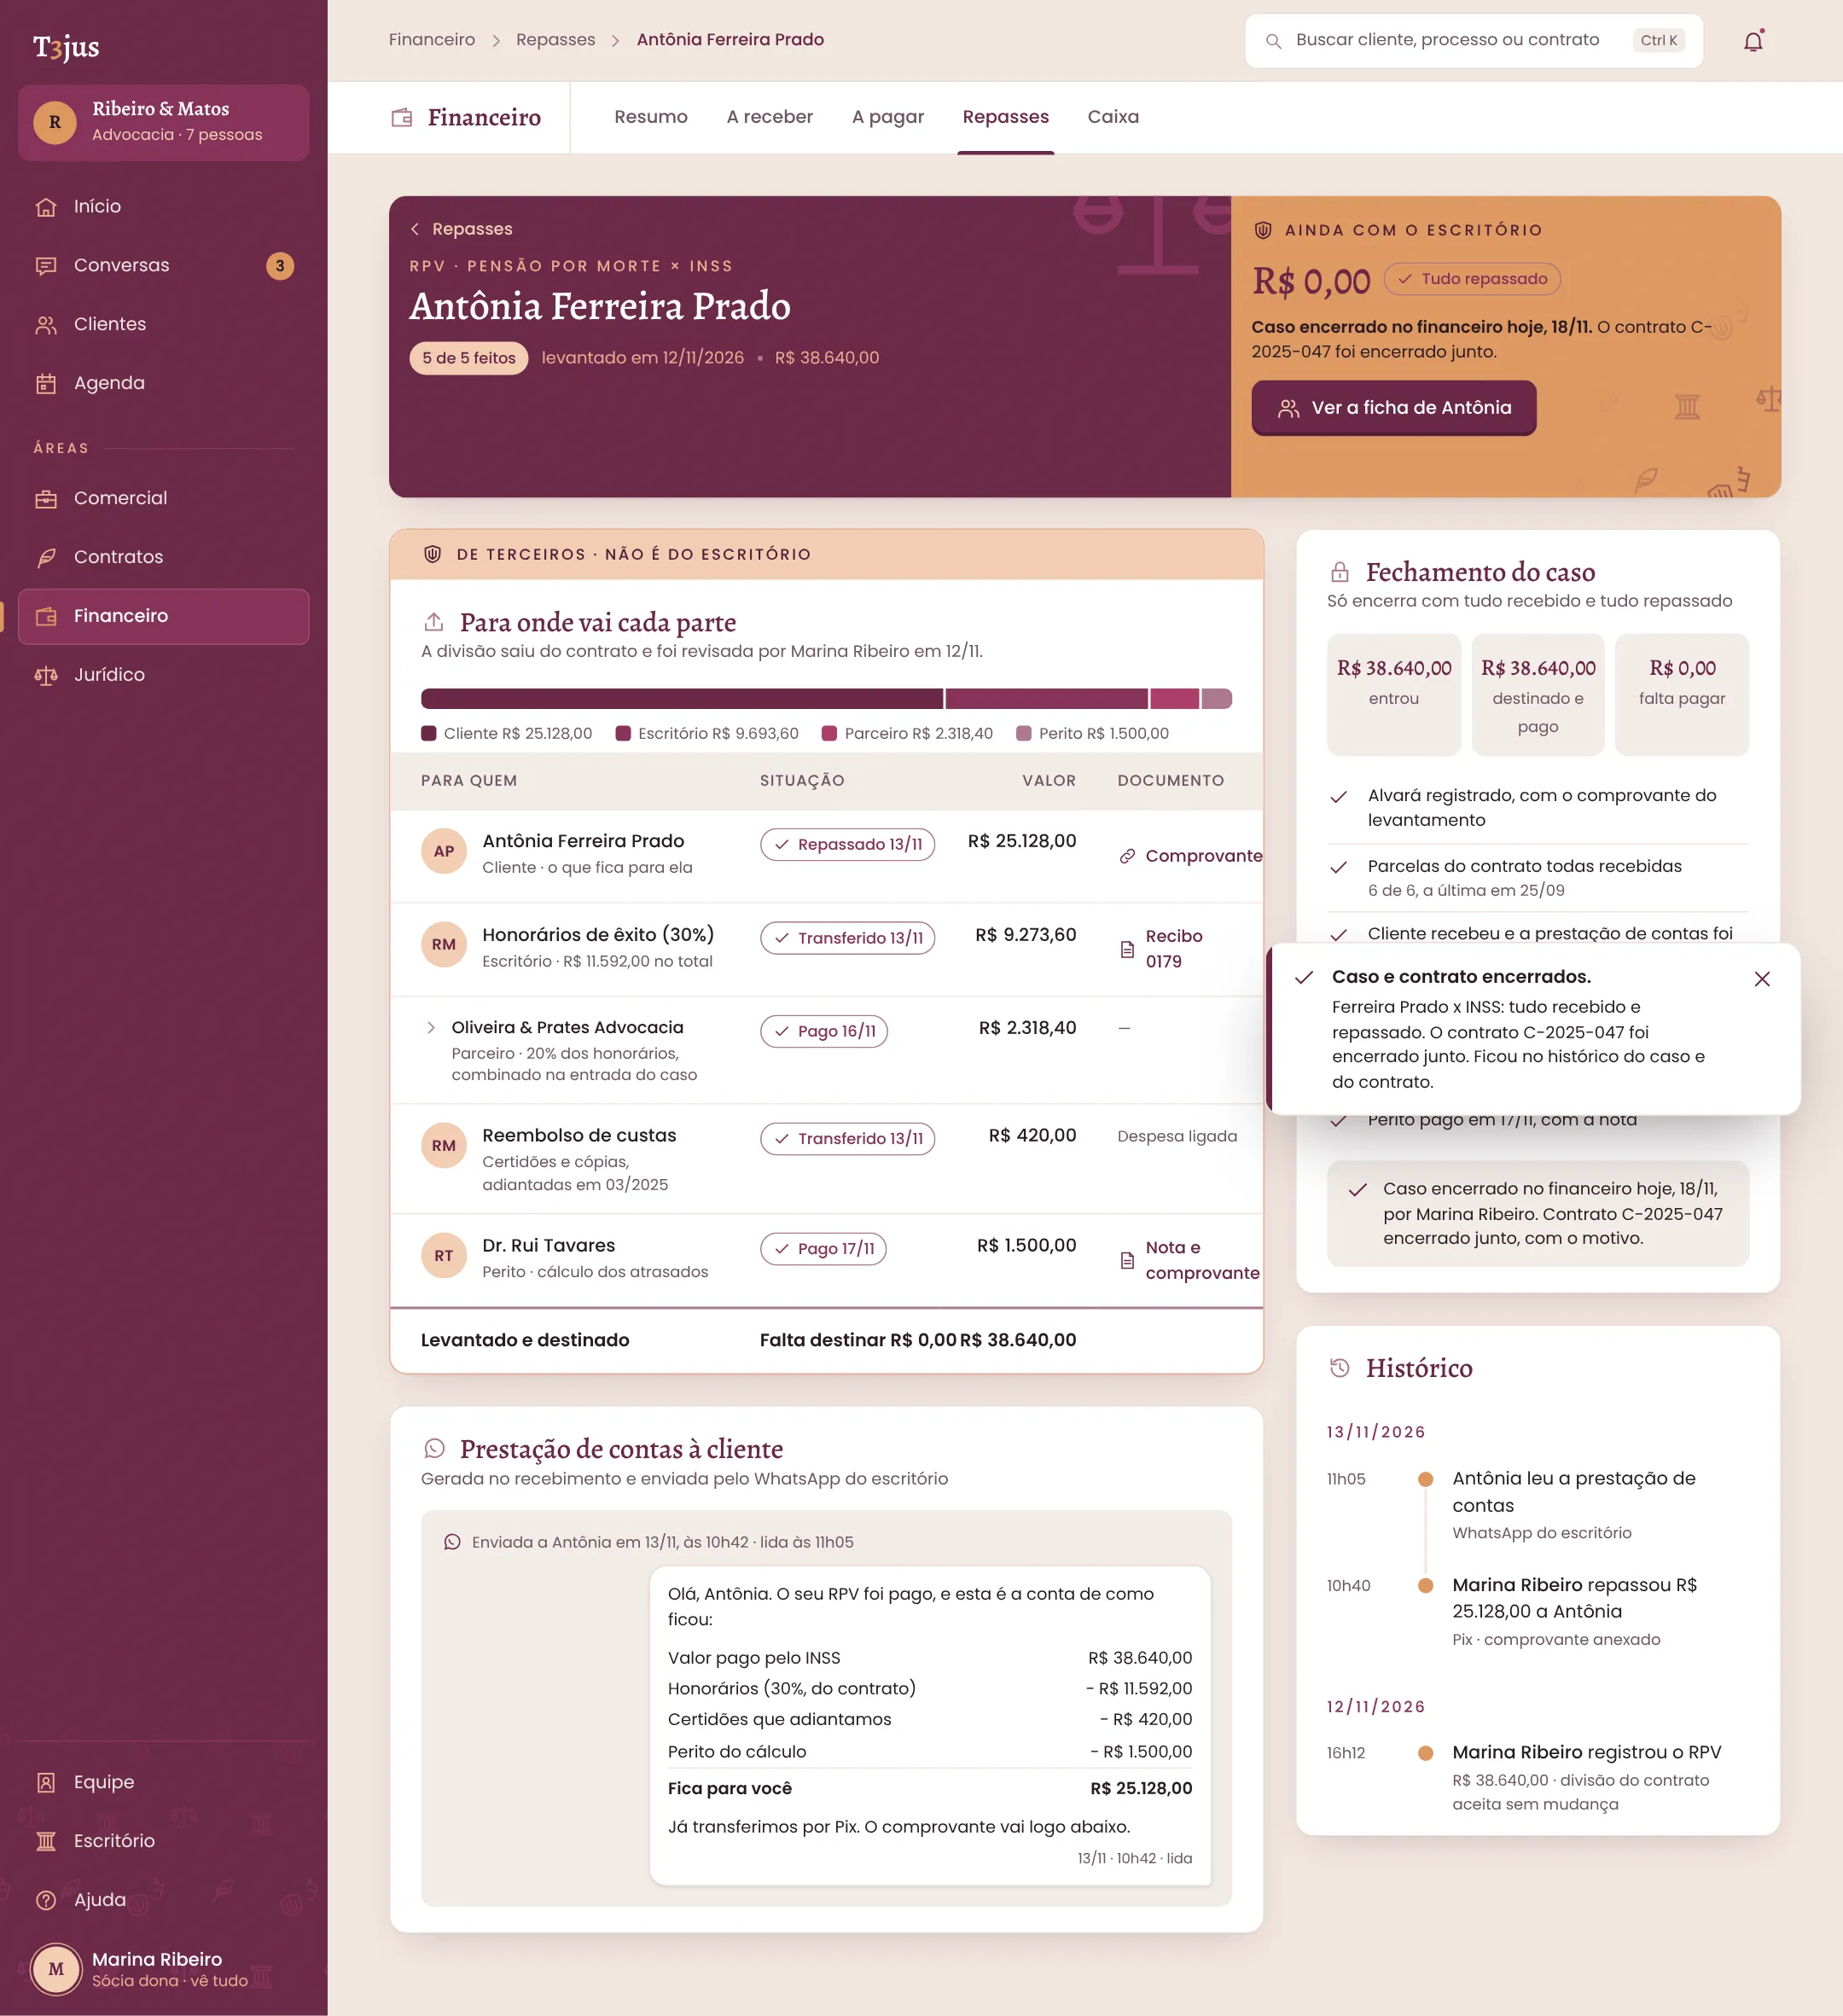 T3jus
R
Ribeiro & Matos
Advocacia · 7 pessoas
Início
Conversas
3
Clientes
Agenda
ÁREAS
Comercial
Contratos
Financeiro
Jurídico
Equipe
Escritório
Ajuda
M
Marina Ribeiro
Sócia dona · vê tudo
Financeiro
Repasses
Antônia Ferreira Prado
Buscar cliente, processo ou contrato
Ctrl K
Financeiro
Resumo
A receber
A pagar
Repasses
Caixa
Repasses
RPV · PENSÃO POR MORTE × INSS
Antônia Ferreira Prado
5 de 5 feitos
levantado em 12/11/2026 • R$ 38.640,00
AINDA COM O ESCRITÓRIO
R$ 0,00
Tudo repassado
Caso encerrado no financeiro hoje, 18/11. O contrato C-
2025-047 foi encerrado junto.
Ver a ficha de Antônia
DE TERCEIROS · NÃO É DO ESCRITÓRIO
Para onde vai cada parte
A divisão saiu do contrato e foi revisada por Marina Ribeiro em 12/11.
Cliente R$ 25.128,00
Escritório R$ 9.693,60
Parceiro R$ 2.318,40
Perito R$ 1.500,00
PARA QUEM
SITUAÇÃO
VALOR
DOCUMENTO
AP
Antônia Ferreira Prado
Cliente · o que fica para ela
Repassado 13/11
R$ 25.128,00
Comprovante
RM
Honorários de êxito (30%)
Escritório · R$ 11.592,00 no total
Transferido 13/11
R$ 9.273,60
Recibo
0179
Oliveira & Prates Advocacia
Parceiro · 20% dos honorários,
combinado na entrada do caso
Pago 16/11
R$ 2.318,40
–
RM
Reembolso de custas
Certidões e cópias,
adiantadas em 03/2025
Transferido 13/11
R$ 420,00
Despesa ligada
RT
Dr. Rui Tavares
Perito · cálculo dos atrasados
Pago 17/11
R$ 1.500,00
Nota e
comprovante
Levantado e destinado
Falta destinar R$ 0,00
R$ 38.640,00
Prestação de contas à cliente
Gerada no recebimento e enviada pelo WhatsApp do escritório
Enviada a Antônia em 13/11, às 10h42 · lida às 11h05
Olá, Antônia. O seu RPV foi pago, e esta é a conta de como
ficou:
Valor pago pelo INSS
R$ 38.640,00
Honorários (30%, do contrato)
- R$ 11.592,00
Certidões que adiantamos
- R$ 420,00
Perito do cálculo
- R$ 1.500,00
Fica para você
R$ 25.128,00
Já transferimos por Pix. O comprovante vai logo abaixo.
13/11 · 10h42 · lida
Fechamento do caso
Só encerra com tudo recebido e tudo repassado
R$ 38.640,00
entrou
R$ 38.640,00
destinado e
pago
R$ 0,00
falta pagar
Alvará registrado, com o comprovante do
levantamento
Parcelas do contrato todas recebidas
6 de 6, a última em 25/09
Cliente recebeu e a prestação de contas foi
Caso e contrato encerrados.
Ferreira Prado x INSS: tudo recebido e
repassado. O contrato C-2025-047 foi
encerrado junto. Ficou no histórico do caso e
do contrato.
Perito pago em 17/11, com a nota
Caso encerrado no financeiro hoje, 18/11,
por Marina Ribeiro. Contrato C-2025-047
encerrado junto, com o motivo.
Histórico
13/11/2026
11h05
Antônia leu a prestação de
contas
WhatsApp do escritório
10h40
Marina Ribeiro repassou R$
25.128,00 a Antônia
Pix · comprovante anexado
12/11/2026
16h12
Marina Ribeiro registrou o RPV
R$ 38.640,00 · divisão do contrato
aceita sem mudança